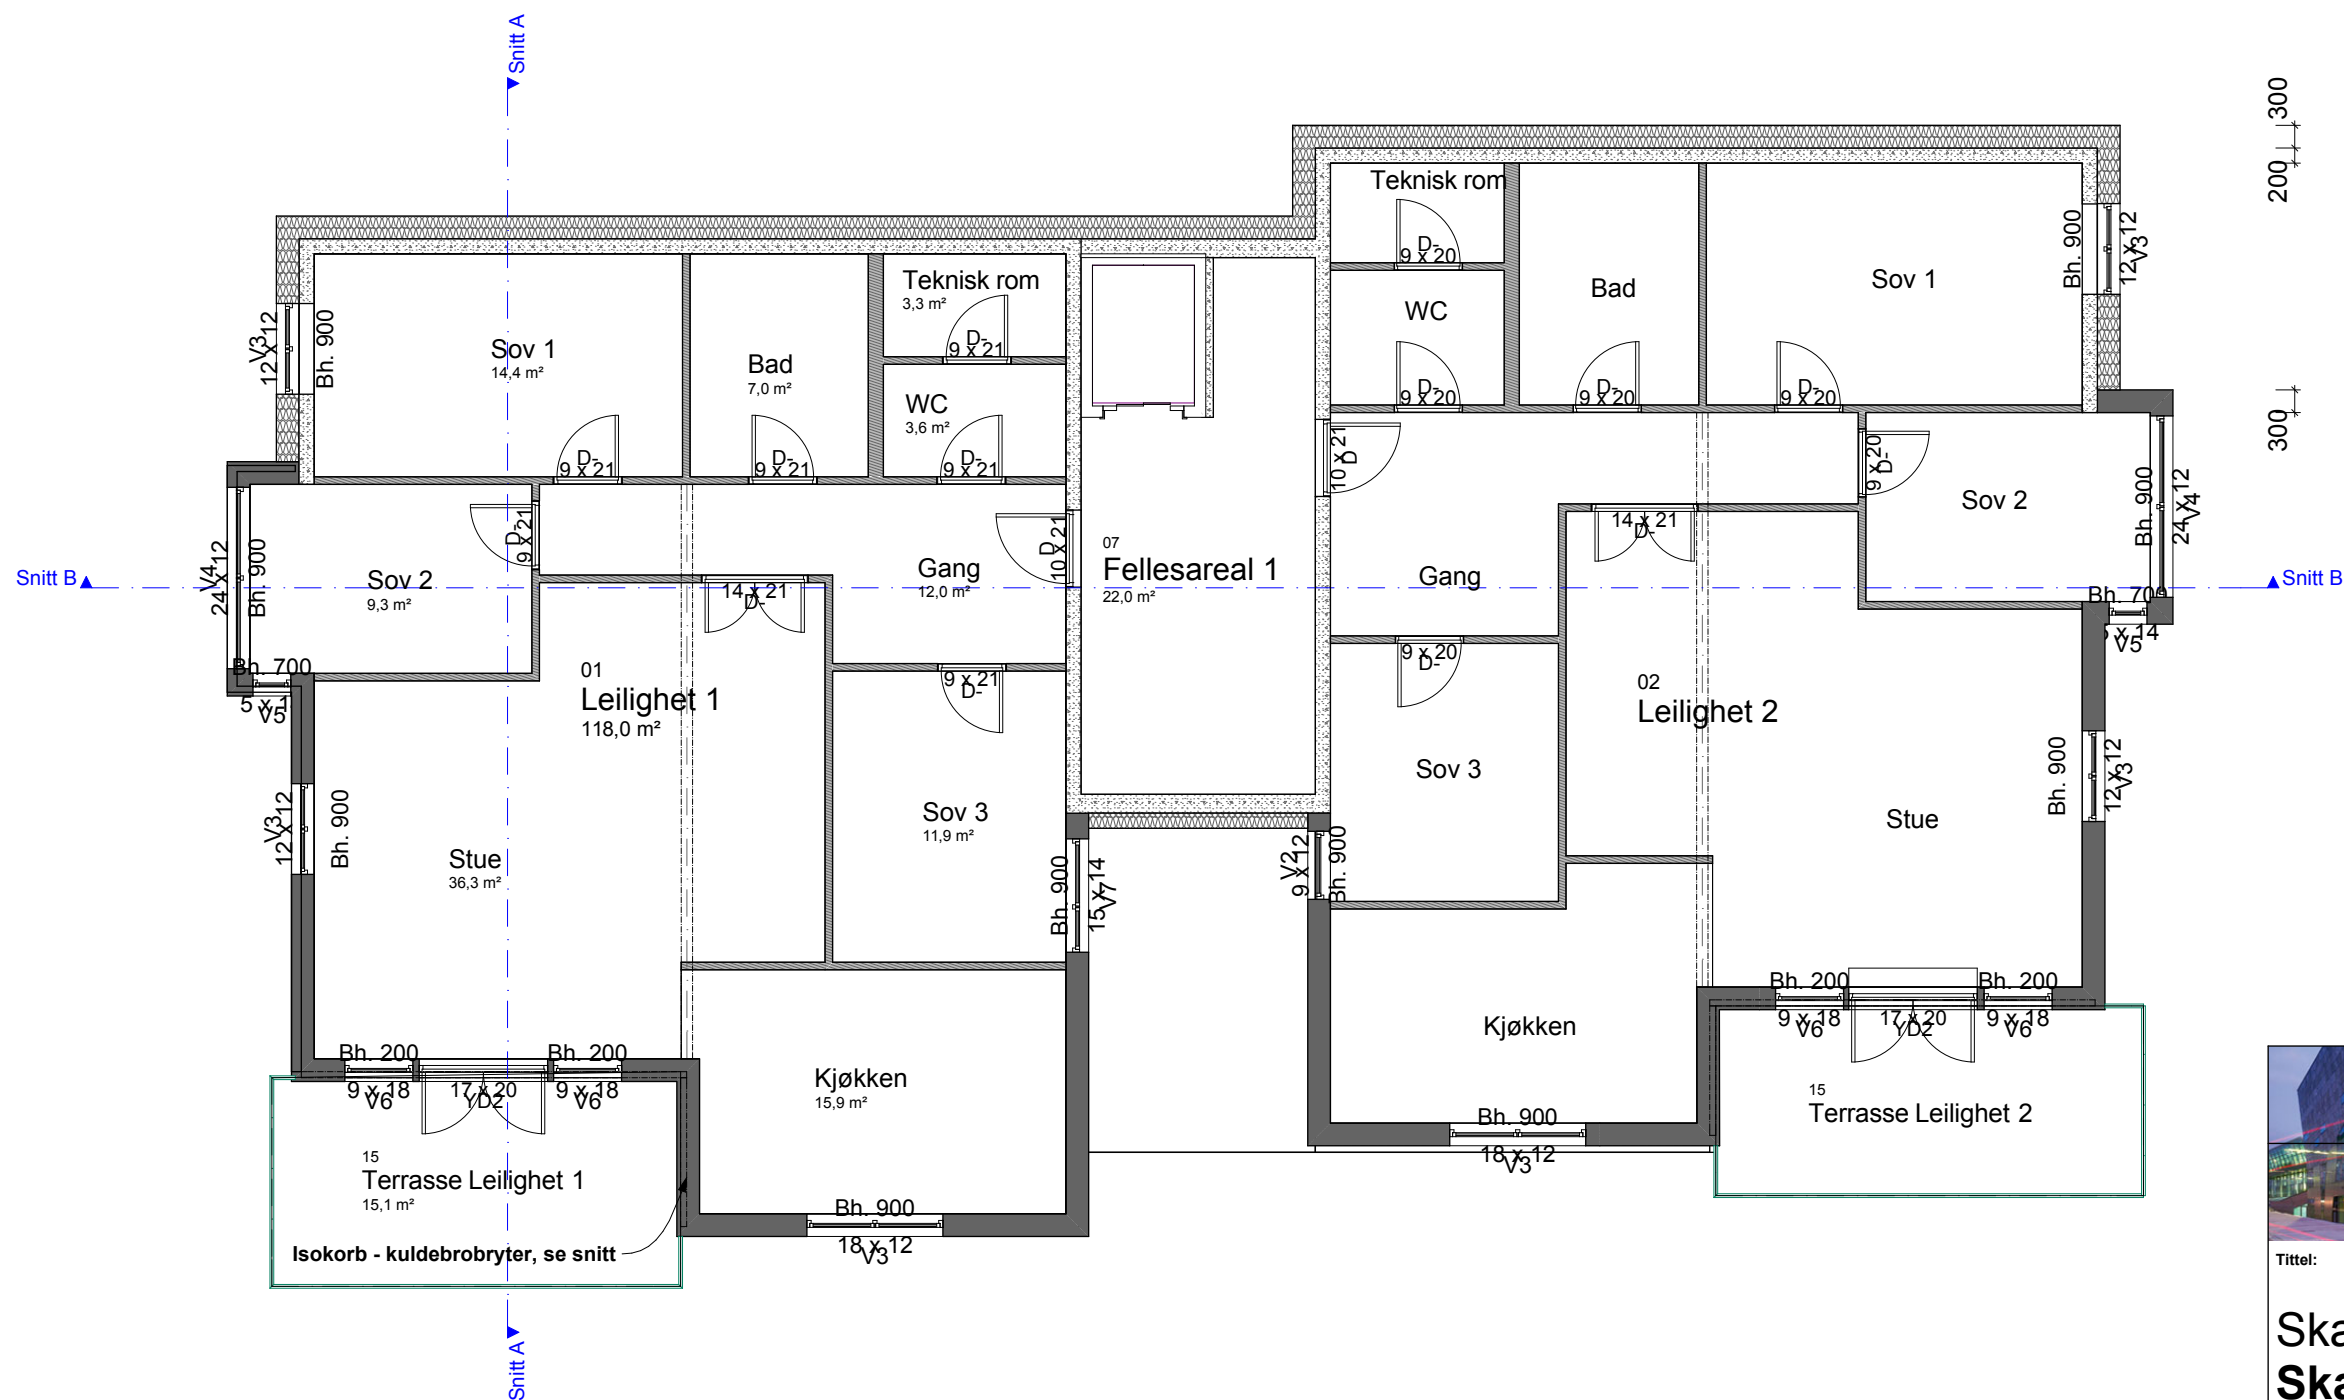 Snitt A
300
200
300
Teknisk rom
D-
9 x 20
WC
D-
9 x 20
Bad
D-
9 x 20
Sov 1
D-
9 x 20
Bh. 900
12 x 12
V3
Teknisk rom
3,3 m²
D-
9 x 21
WC
3,6 m²
D-
9 x 21
Bad
7,0 m²
D-
9 x 21
Sov 1
14,4 m²
D-
9 x 21
V3
12 x 12
Bh. 900
Snitt B
V4
24 x 12
Bh. 900
Sov 2
9,3 m²
D-
9 x 21
Bh. 700
V5
14 x 21
D-
Gang
12,0 m²
D
10 x 21
07
Fellesareal 1
22,0 m²
10 x 21
D
Gang
14 x 21
D-
9 x 20
D-
Sov 2
Bh. 900
24 x 12
V4
Snitt B
V5
01
Leilighet 1
118,0 m²
9 x 21
D-
Sov 3
11,9 m²
Bh. 900
15 x 14
V7
V3
12 x 12
Bh. 900
Stue
36,3 m²
9 x 20
D-
Sov 3
V2
9 x 12
Bh. 900
02
Leilighet 2
Stue
Bh. 900
12 x 12
V3
Bh. 200
9 x 18
V6
17 x 20
YD2
Bh. 200
9 x 18
V6
Kjøkken
15,9 m²
Bh. 900
18 x 12
V3
15
Terrasse Leilighet 1
15,1 m²
Isokorb - kuldebrobryter, se snitt
Kjøkken
Bh. 900
18 x 12
V3
Bh. 200
9 x 18
V6
17 x 20
YD2
Bh. 200
9 x 18
V6
15
Terrasse Leilighet 2
Snitt A
Tittel: